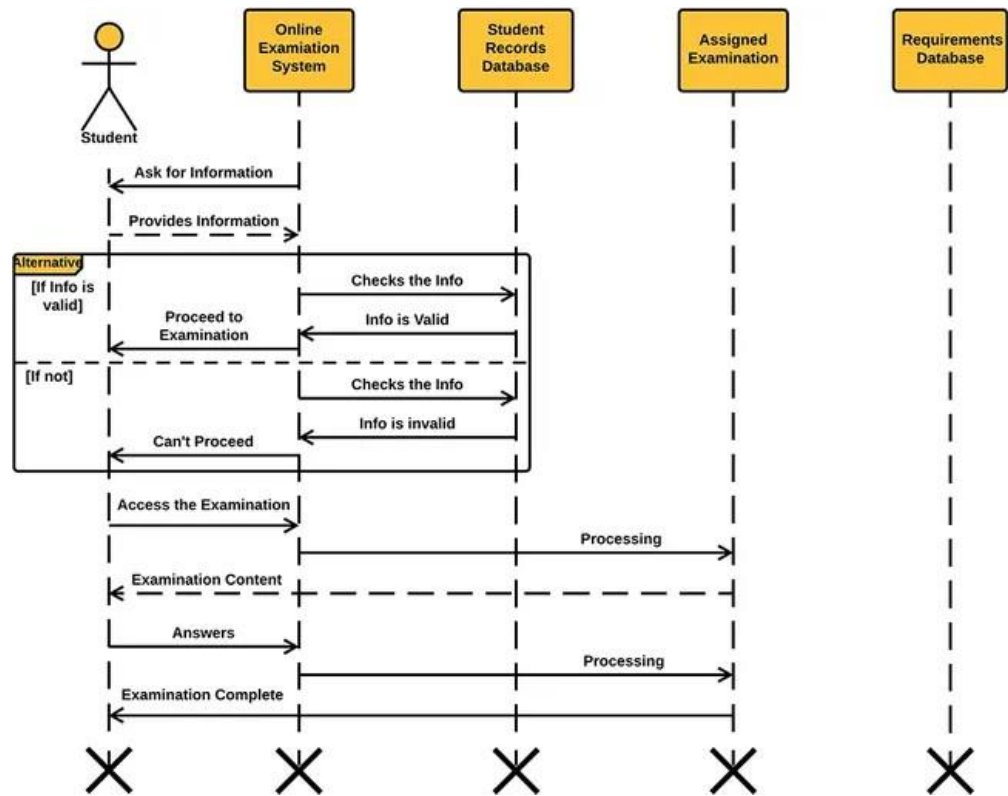 Online
Examiation
System
Student
Records
Database
Assigned
Examination
Requirements
Database
Student
Ask for Information
Provides Information
Alternative
[If Info is
valid]
Checks the Info
Info is Valid
Proceed to
Examination
[If not]
Checks the Info
Info is invalid
Can't Proceed
Access the Examination
Processing
Examination Content
Answers
Processing
Examination Complete